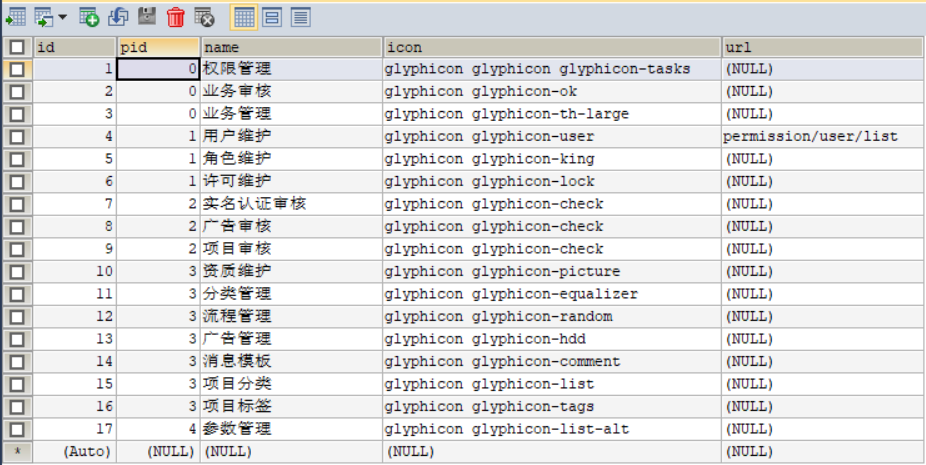 id pid name icon url
1 0 权限管理 glyphicon glyphicon glyphicon-tasks (NULL)
2 0 业务审核 glyphicon glyphicon-ok (NULL)
3 0 业务管理 glyphicon glyphicon-th-large (NULL)
4 1 用户维护 glyphicon glyphicon-user permission/user/list
5 1 角色维护 glyphicon glyphicon-king (NULL)
6 1 许可维护 glyphicon glyphicon-lock (NULL)
7 2 实名认证审核 glyphicon glyphicon-check (NULL)
8 2 广告审核 glyphicon glyphicon-check (NULL)
9 2 项目审核 glyphicon glyphicon-check (NULL)
10 3 资质维护 glyphicon glyphicon-picture (NULL)
11 3 分类管理 glyphicon glyphicon-equalizer (NULL)
12 3 流程管理 glyphicon glyphicon-random (NULL)
13 3 广告管理 glyphicon glyphicon-hdd (NULL)
14 3 消息模板 glyphicon glyphicon-comment (NULL)
15 3 项目分类 glyphicon glyphicon-list (NULL)
16 3 项目标签 glyphicon glyphicon-tags (NULL)
17 4 参数管理 glyphicon glyphicon-list-alt (NULL)
* (Auto) (NULL) (NULL) (NULL) (NULL)